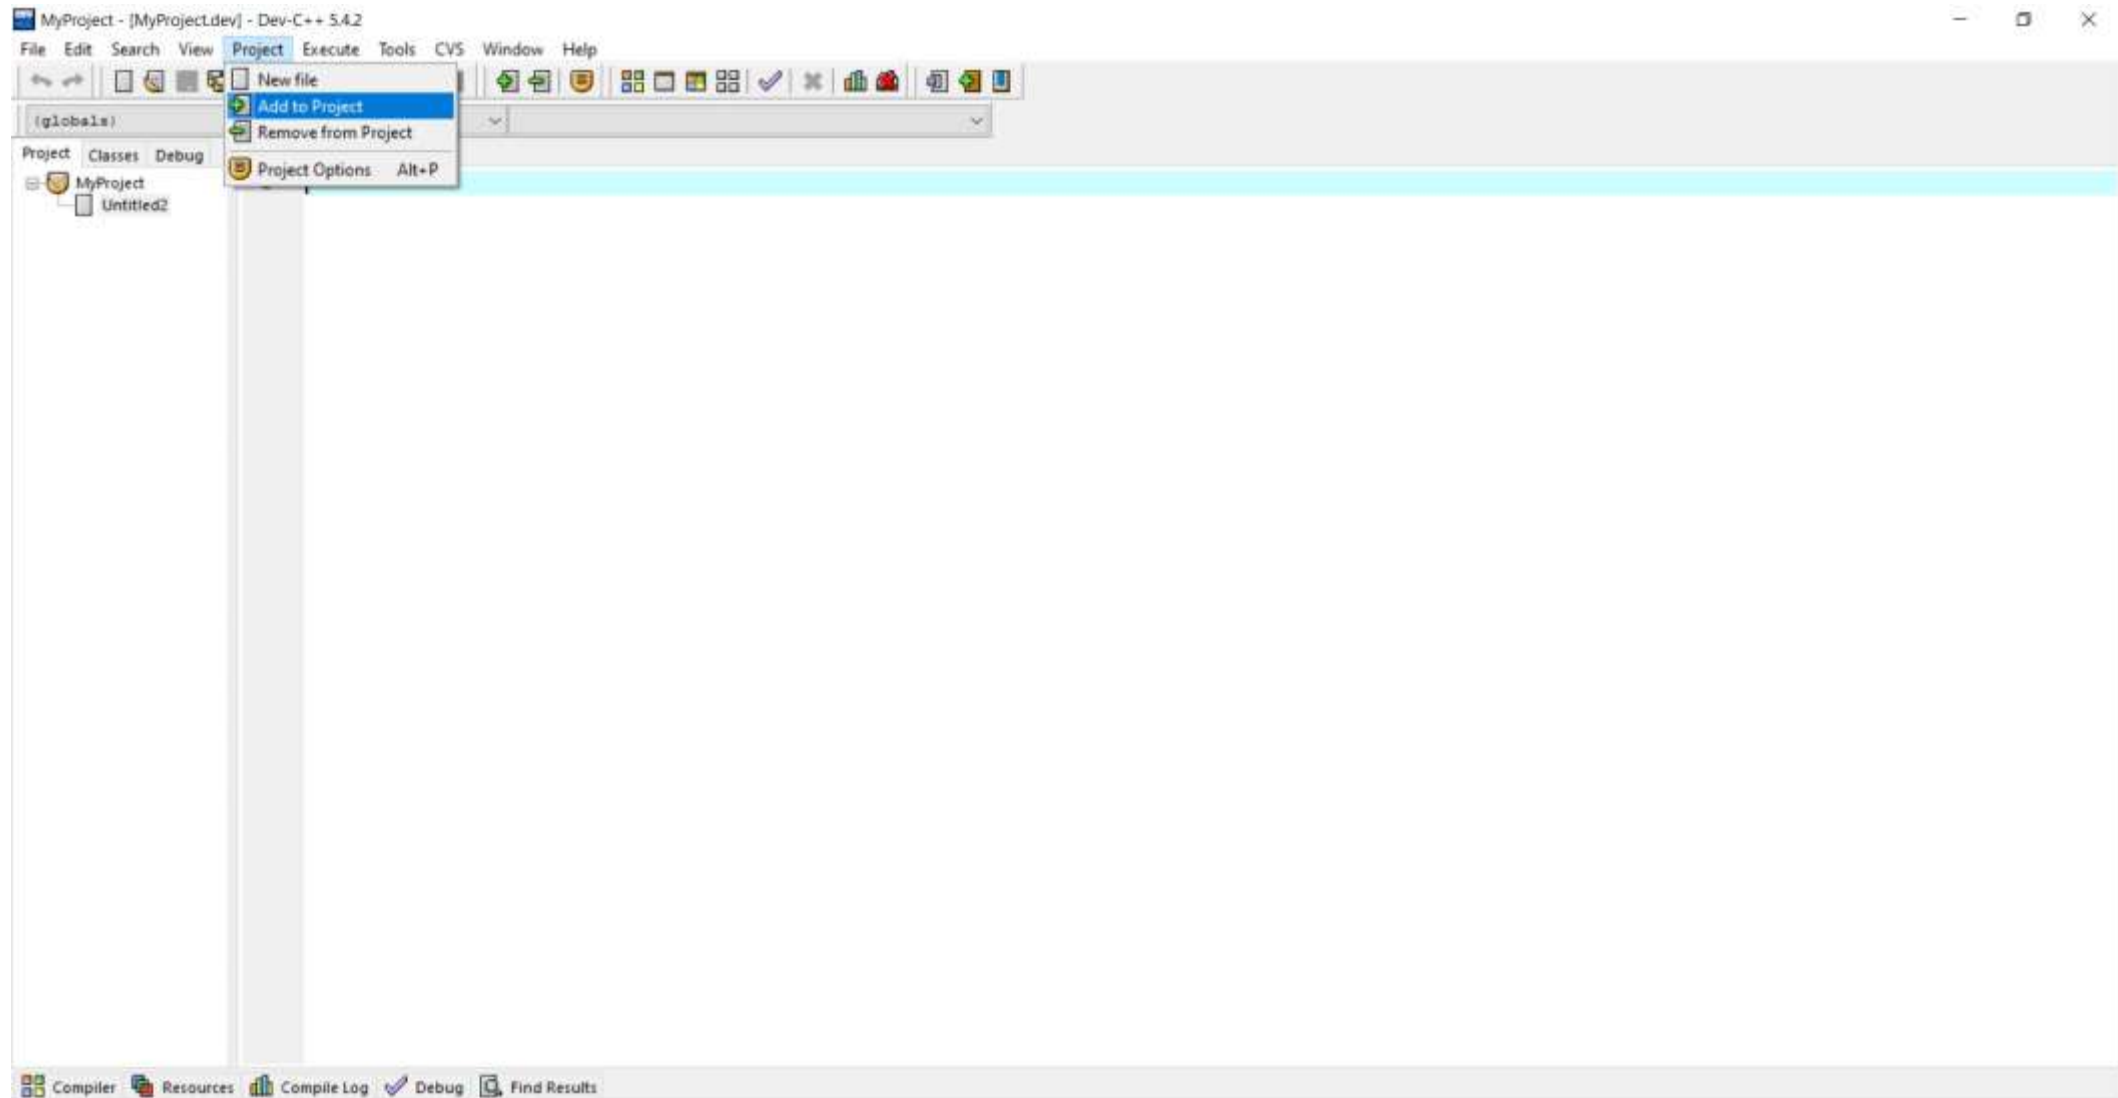 MyProject - [MyProject.dev] - Dev-C++ 5.4.2
File Edit Search View Project Execute Tools CVS Window Help
New file
Add to Project
(globals)
Remove from Project
Project Classes Debug
Project Options Alt+P
MyProject
Untitled2
Compiler Resources Compile Log Debug Find Results